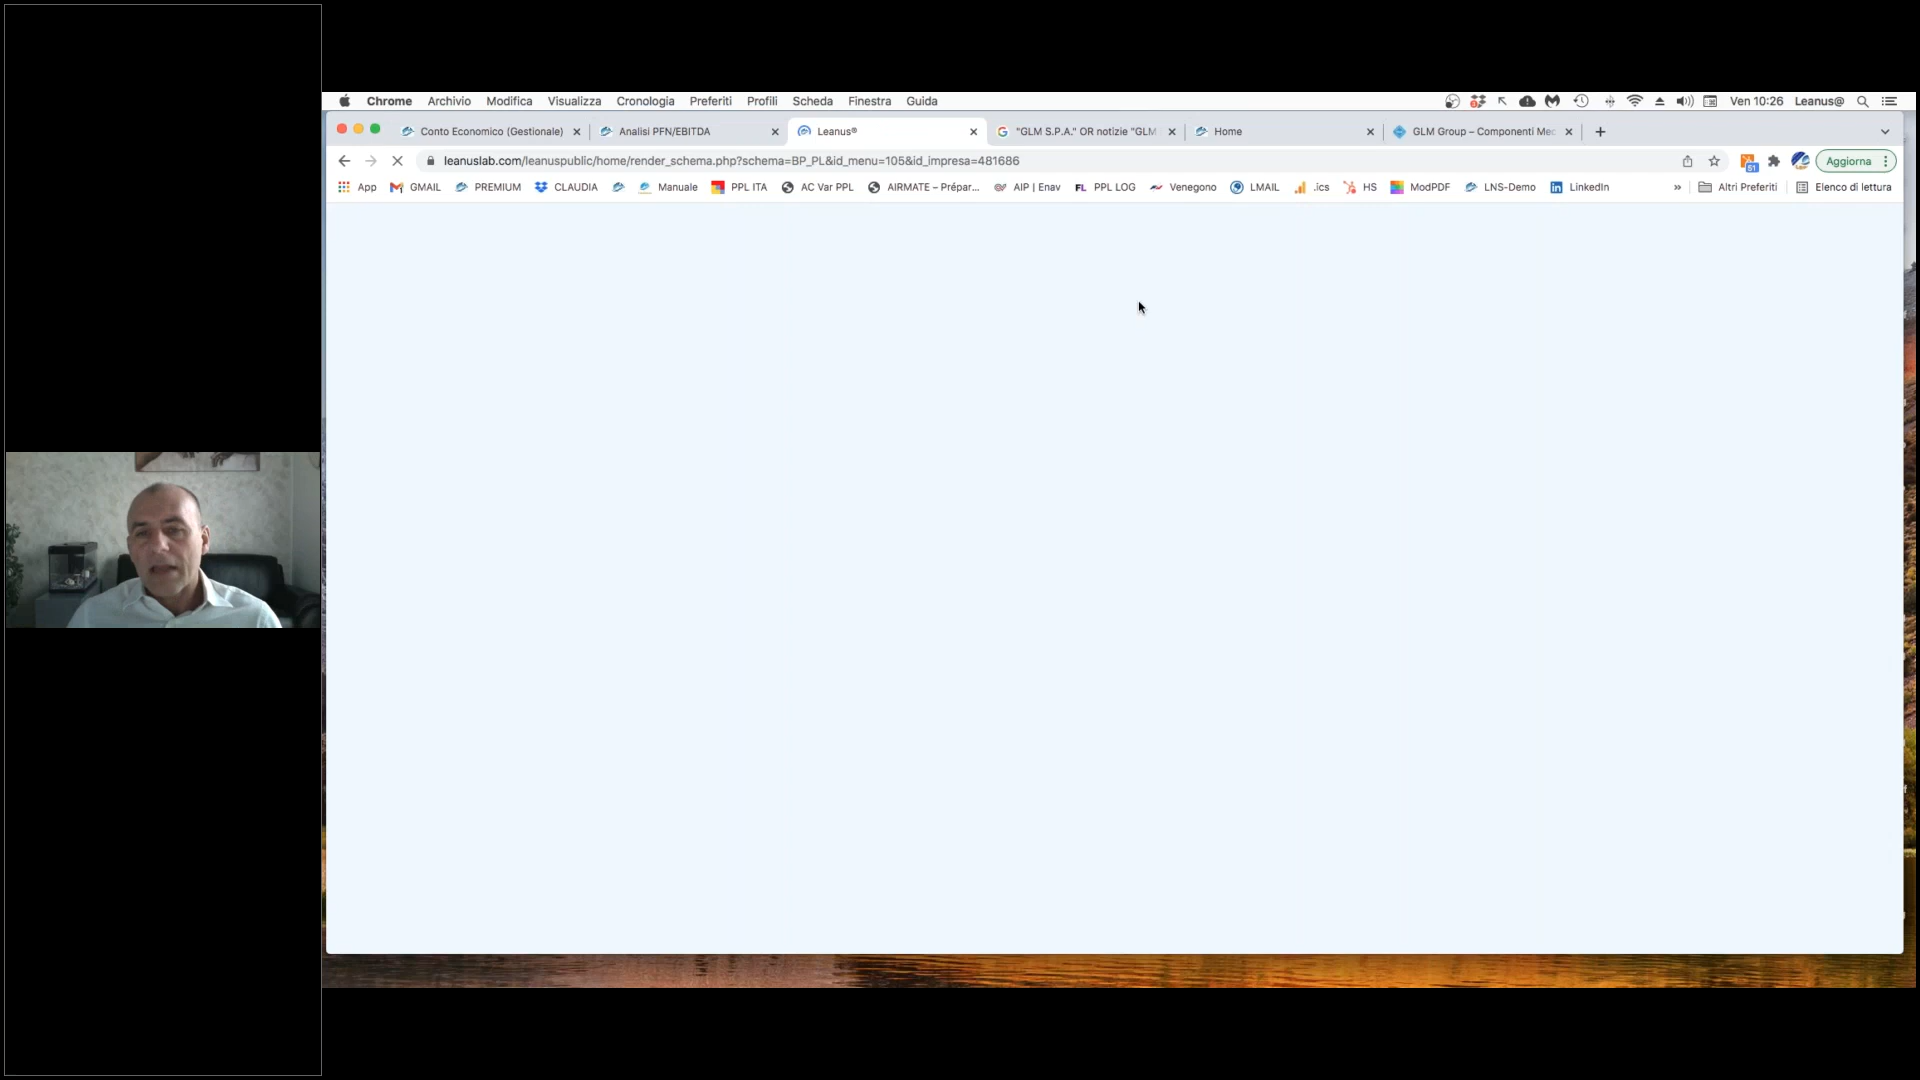 Chrome Archivio Modifica Visualizza Cronologia Preferiti Profili Scheda Finestra Guida Ven 10:26 Leanus@
Conto Economico (Gestionale) Analisi PFN/EBITDA Leanus® "GLM S.P.A." OR notizie "GLM Home GLM Group – Componenti Mec
leanuslab.com/leanuspublic/home/render_schema.php?schema=BP_PL&id_menu=105&id_impresa=481686 51 Aggiorna
App GMAIL PREMIUM CLAUDIA Manuale PPL ITA AC Var PPL AIRMATE – Prépar... AIP | Enav FL PPL LOG Venegono LMAIL .ics HS ModPDF LNS-Demo LinkedIn » Altri Preferiti Elenco di lettura